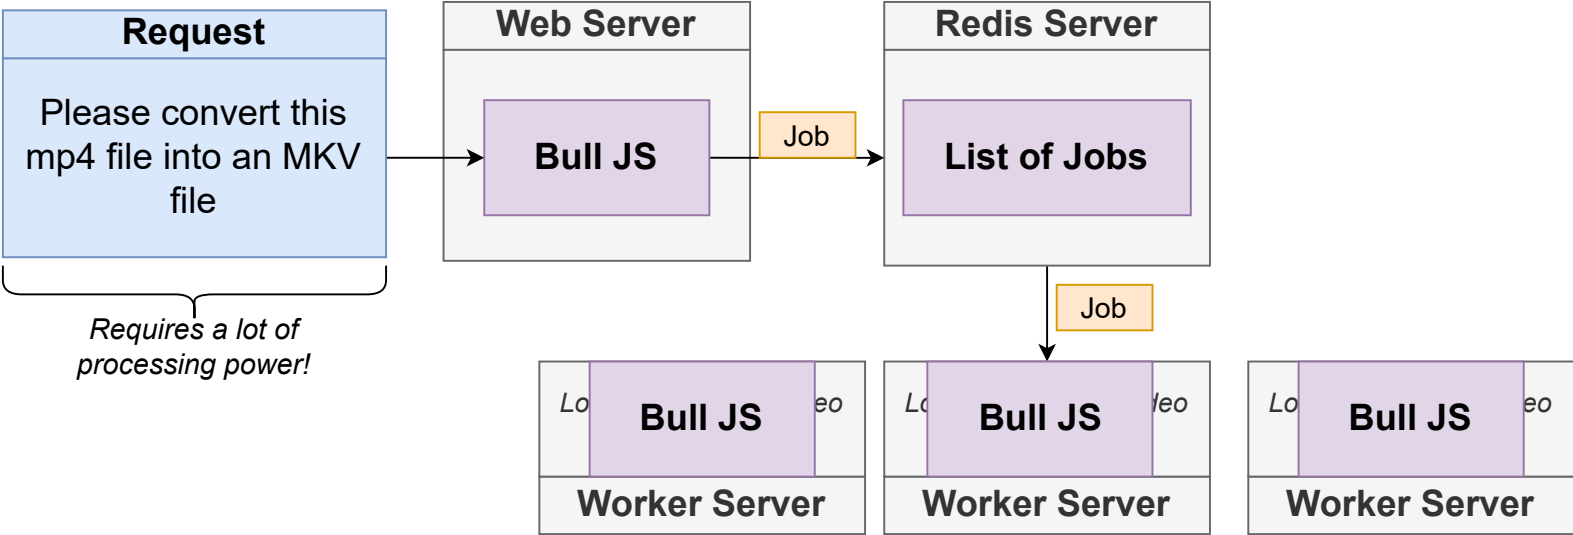 Request
Please convert this
mp4 file into an MKV
file
Requires a lot of
processing power!
Web Server
Bull JS
Job
Redis Server
List of Jobs
Job
Bull JS
Worker Server
Bull JS
Worker Server
Bull JS
Worker Server